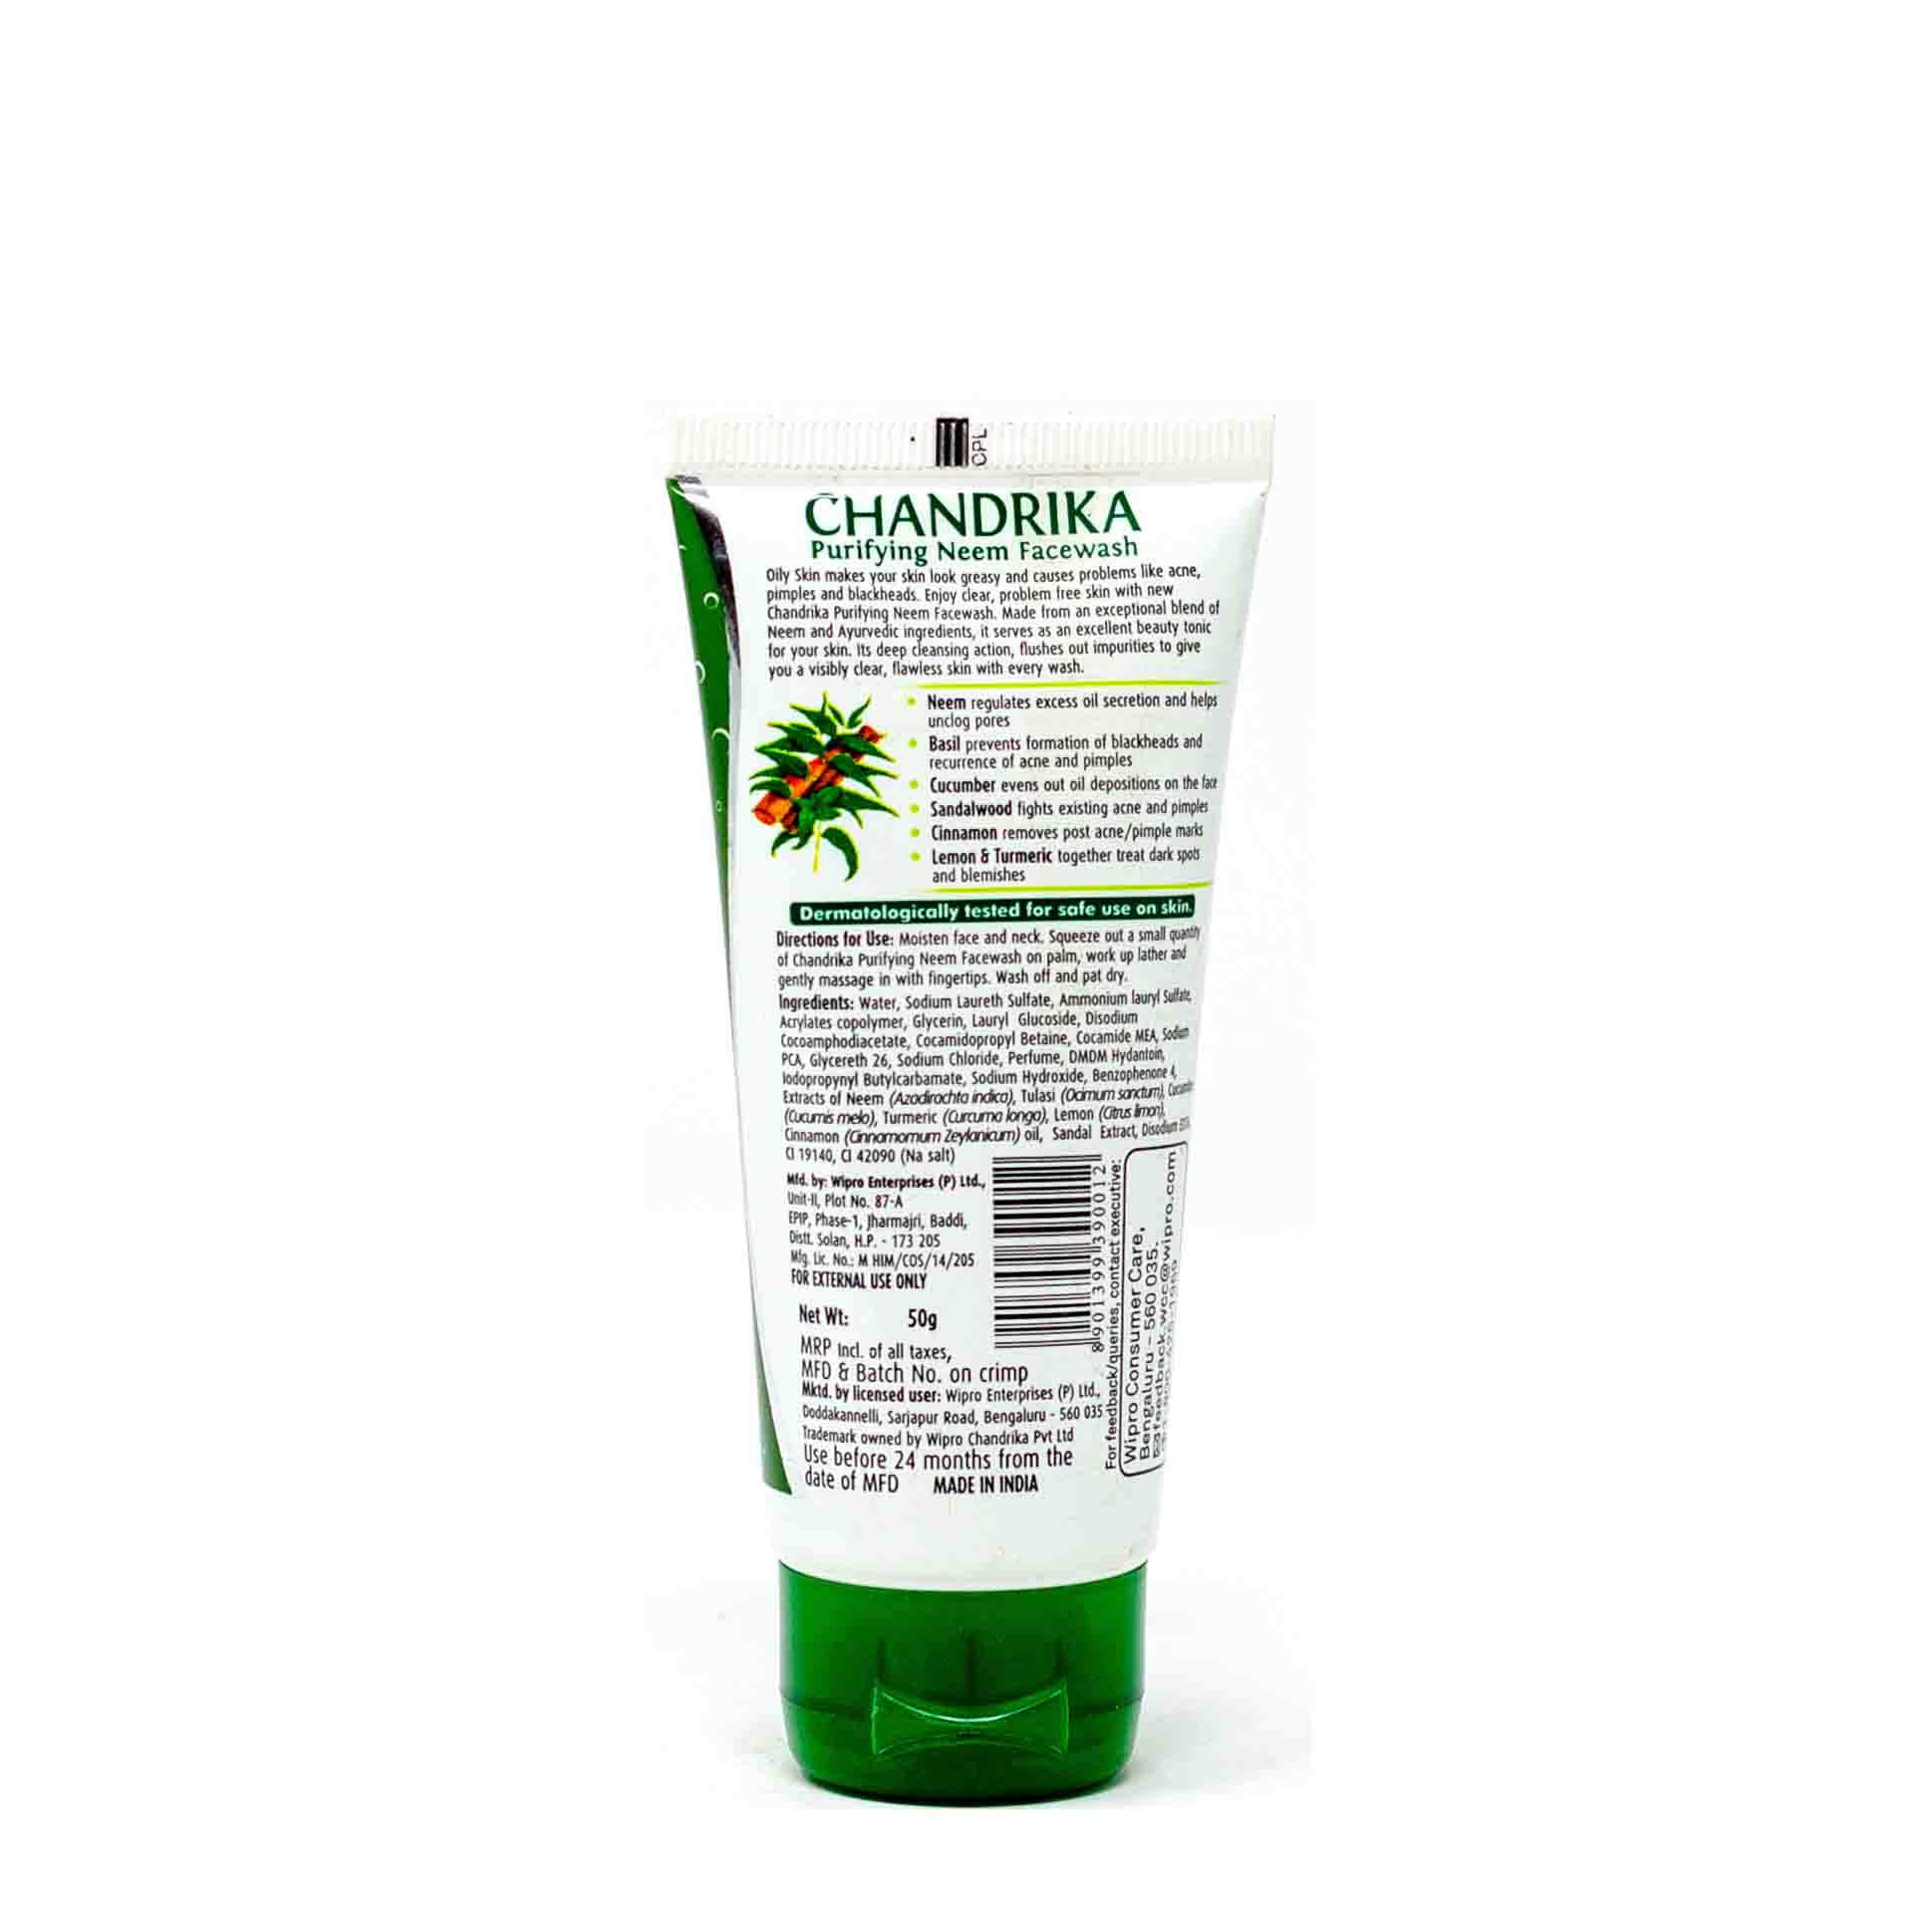 CPL
CHANDRIKA
Purifying Neem Facewash
Oily Skin makes your skin look greasy and causes problems like acne,
pimples and blackheads. Enjoy clear, problem free skin with new
Chandrika Purifying Neem Facewash. Made from an exceptional blend of
Neem and Ayurvedic ingredients, it serves as an excellent beauty tonic
for your skin. Its deep cleansing action, flushes out impurities to give
you a visibly clear, flawless skin with every wash.
• Neem regulates excess oil secretion and helps
unclog pores
• Basil prevents formation of blackheads and
recurrence of acne and pimples
• Cucumber evens out oil depositions on the face
• Sandalwood fights existing acne and pimples
• Cinnamon removes post acne/pimple marks
• Lemon & Turmeric together treat dark spots
and blemishes
Dermatologically tested for safe use on skin.
Directions for Use: Moisten face and neck. Squeeze out a small quantity
of Chandrika Purifying Neem Facewash on palm, work up lather and
gently massage in with fingertips. Wash off and pat dry.
Ingredients: Water, Sodium Laureth Sulfate, Ammonium lauryl Sulfate,
Acrylates copolymer, Glycerin, Lauryl Glucoside, Disodium
Cocoamphodiacetate, Cocamidopropyl Betaine, Cocamide MEA, Sodium
PCA, Glycereth 26, Sodium Chloride, Perfume, DMDM Hydantoin,
Iodopropynyl Butylcarbamate, Sodium Hydroxide, Benzophenone 4,
Extracts of Neem (Azadirachta indica), Tulasi (Ocimum sanctum),
(Cucumis melo), Turmeric (Curcuma longa), Lemon (Citrus limon),
Cinnamon (Cinnamomum Zeylanicum) oil, Sandal Extract, Disodium
CI 19140, CI 42090 (Na salt)
Mfd. by: Wipro Enterprises (P) Ltd.,
Unit-II, Plot No. 87-A
EPIP, Phase-1, Jharmajri, Baddi,
Distt. Solan, H.P. - 173 205
Mfg. Lic. No.: M HIM/COS/14/205
FOR EXTERNAL USE ONLY
Net Wt: 50g
MRP Incl. of all taxes,
MFD & Batch No. on crimp
Mktd. by licensed user: Wipro Enterprises (P) Ltd.,
Doddakannelli, Sarjapur Road, Bengaluru - 560 035
Trademark owned by Wipro Chandrika Pvt Ltd
Use before 24 months from the
date of MFD MADE IN INDIA
8901399390012
For feedback/queries, contact executive:
Wipro Consumer Care,
Bengaluru – 560 035.
feedback.wcc@wipro.com